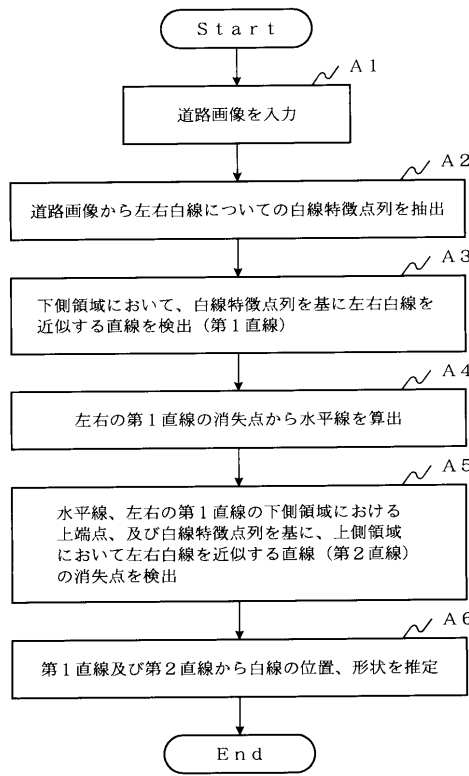 Start
A1
道路画像を入力
A2
道路画像から左右白線についての白線特徴点列を抽出
A3
下側領域において、白線特徴点列を基に左右白線を
近似する直線を検出（第1直線）
A4
左右の第1直線の消失点から水平線を算出
A5
水平線、左右の第1直線の下側領域における
上端点、及び白線特徴点列を基に、上側領域
において左右白線を近似する直線（第2直線）
の消失点を検出
A6
第1直線及び第2直線から白線の位置、形状を推定
End